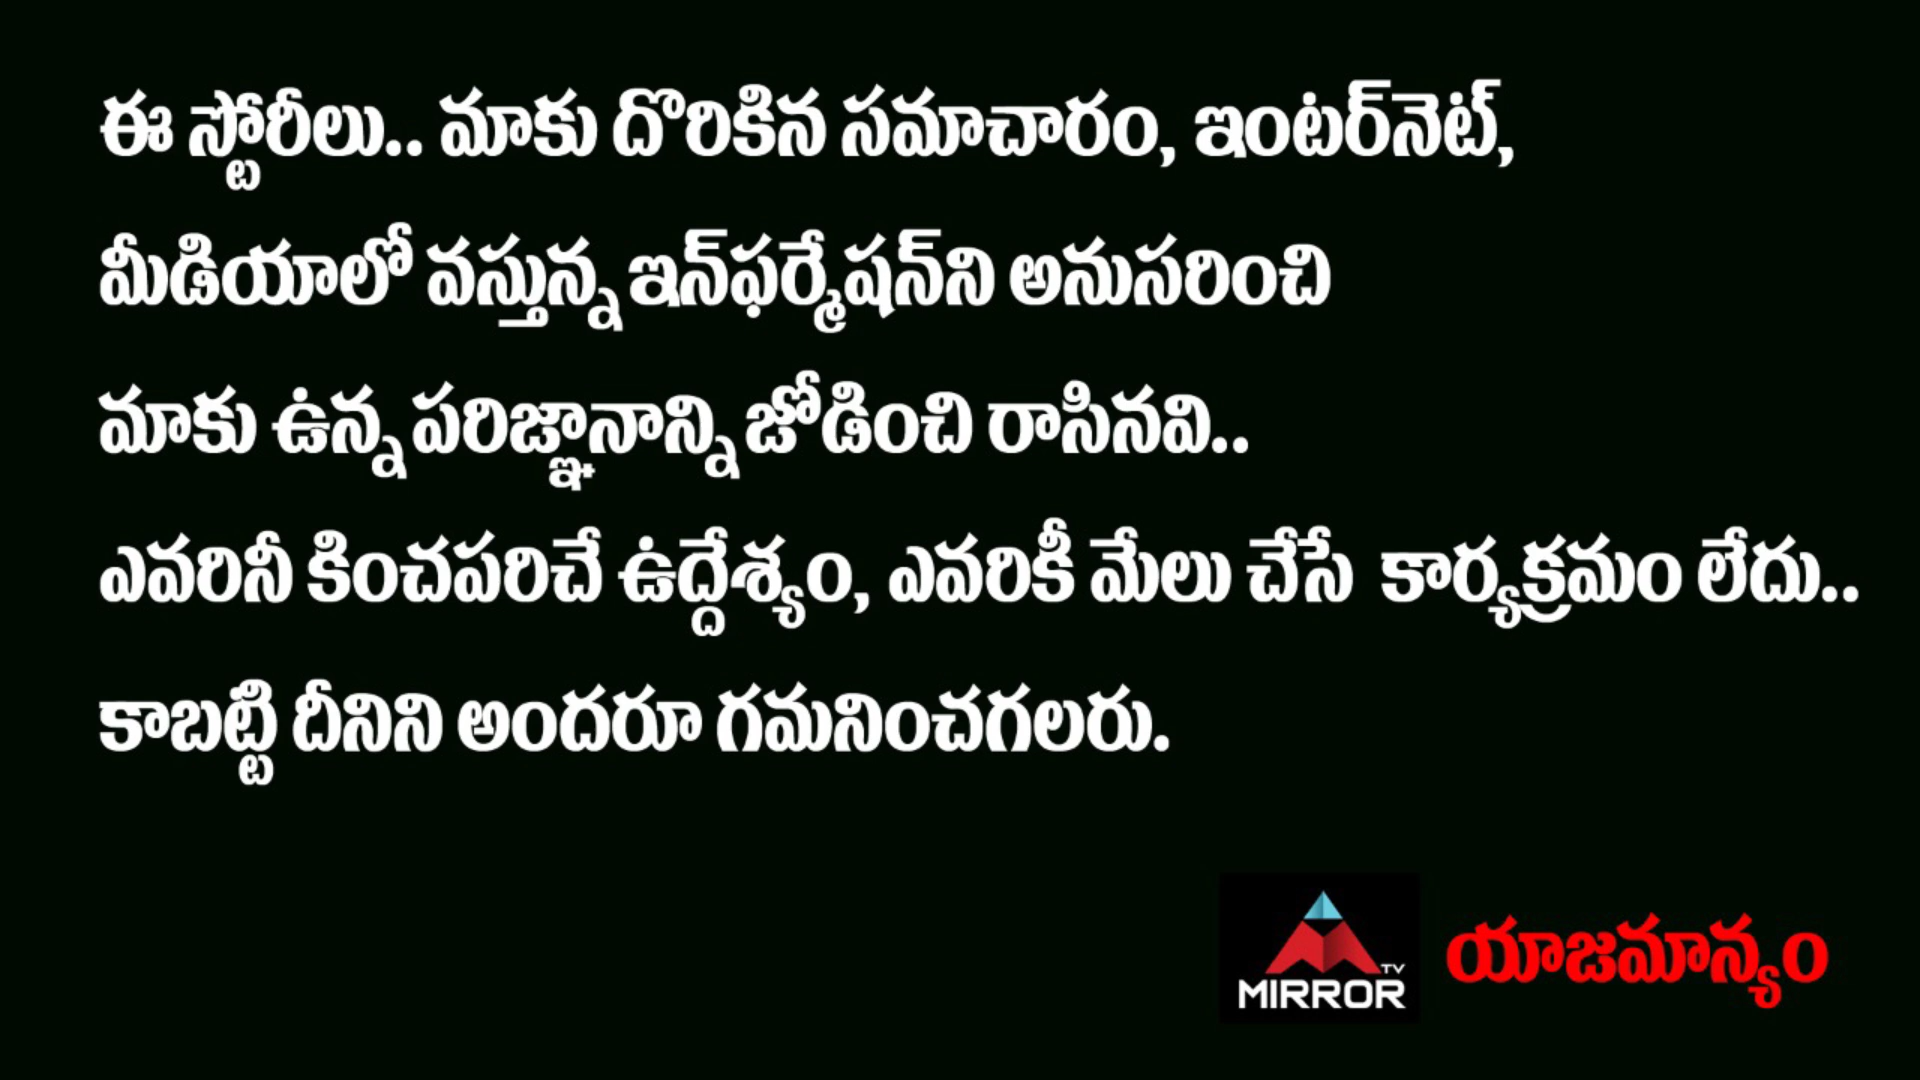 ఈ స్టోరీలు.. మాకు దొరికిన సమాచారం, ఇంటర్‌నెట్,
మీడియాలో వస్తున్న ఇన్‌ఫర్మేషన్‌ని అనుసరించి
మాకు ఉన్న పరిజ్ఞానాన్ని జోడించి రాసినవి..
ఎవరినీ కించపరిచే ఉద్దేశ్యం, ఎవరికీ మేలు చేసే కార్యక్రమం లేదు..
కాబట్టి దీనిని అందరూ గమనించగలరు.
MIRROR TV యాజమాన్యం